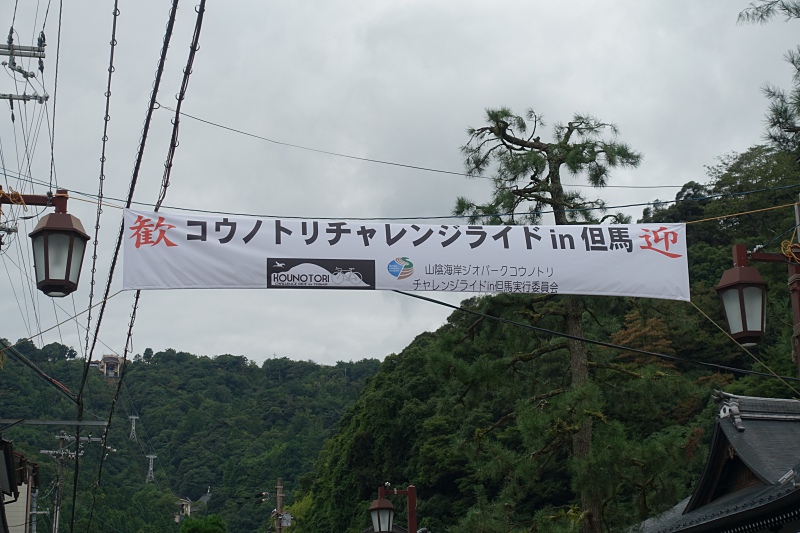 歓 コウノトリチャレンジライド in 但馬 迎
KOUNOTORI
山陰海岸ジオパークコウノトリ
チャレンジライドin但馬実行委員会